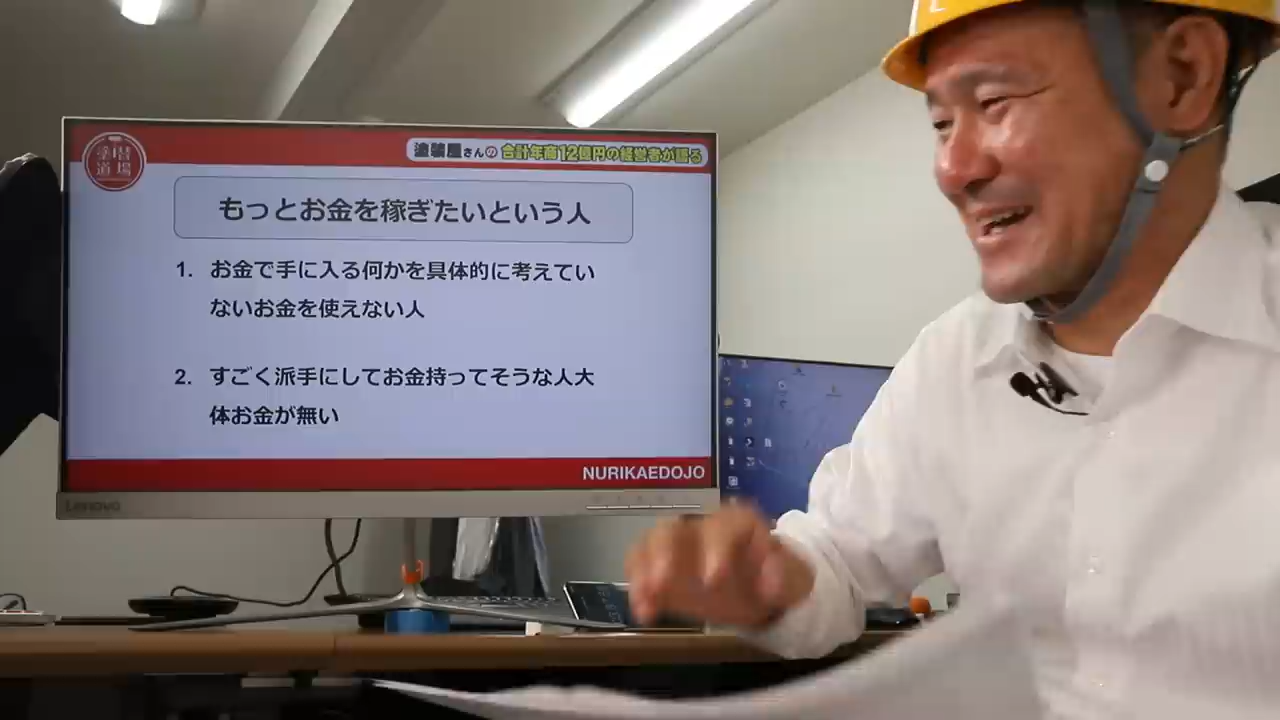 塗替
道場
塗装屋さんの 合計年商12億円の経営者が語る
もっとお金を稼ぎたいという人
1. お金で手に入る何かを具体的に考えてい
ないお金を使えない人
2. すごく派手にしてお金持ってそうな人大
体お金が無い
NURIKAEDOJO
Lenovo